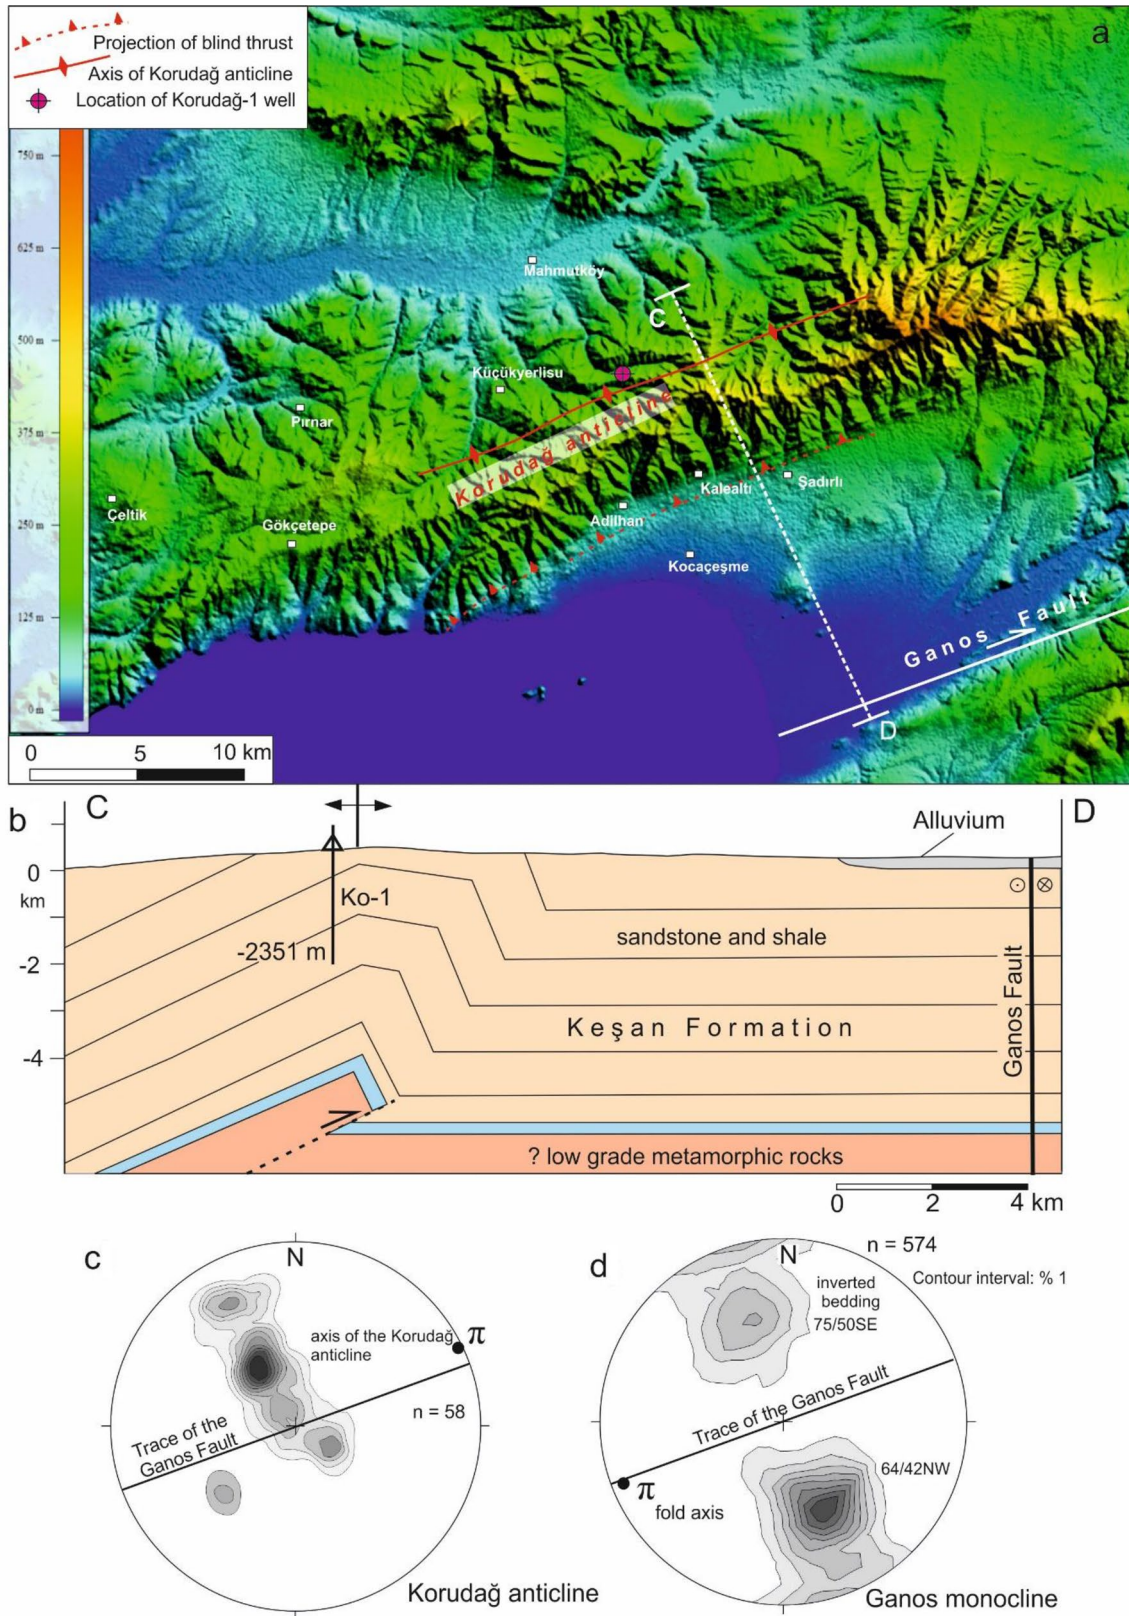 a
Projection of blind thrust
Axis of Korudağ anticline
Location of Korudağ-1 well
750 m
625 m
500 m
375 m
250 m
125 m
0 m
Mahmutköy
C
Küçükyerlisu
Pırnar
Korudağ anticline
Kalealtı
Şadırlı
Çeltik
Adilhan
Gökçetepe
Kocaçeşme
Ganos Fault
D
0 5 10 km
b
C
D
Alluvium
0
km
Ko-1
sandstone and shale
-2351 m
-2
Keşan Formation
Ganos Fault
-4
? low grade metamorphic rocks
0 2 4 km
c
N
axis of the Korudağ
anticline
π
n = 58
Trace of the
Ganos Fault
Korudağ anticline
d
N
n = 574
Contour interval: % 1
inverted
bedding
75/50SE
Trace of the Ganos Fault
64/42NW
π
fold axis
Ganos monocline